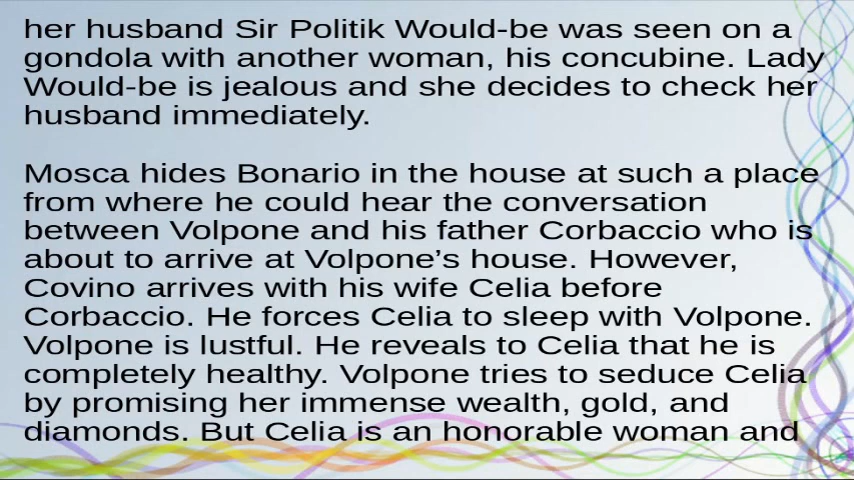 her husband Sir Politik Would-be was seen on a
gondola with another woman, his concubine. Lady
Would-be is jealous and she decides to check her
husband immediately.
Mosca hides Bonario in the house at such a place
from where he could hear the conversation
between Volpone and his father Corbaccio who is
about to arrive at Volpone’s house. However,
Covino arrives with his wife Celia before
Corbaccio. He forces Celia to sleep with Volpone.
Volpone is lustful. He reveals to Celia that he is
completely healthy. Volpone tries to seduce Celia
by promising her immense wealth, gold, and
diamonds. But Celia is an honorable woman and